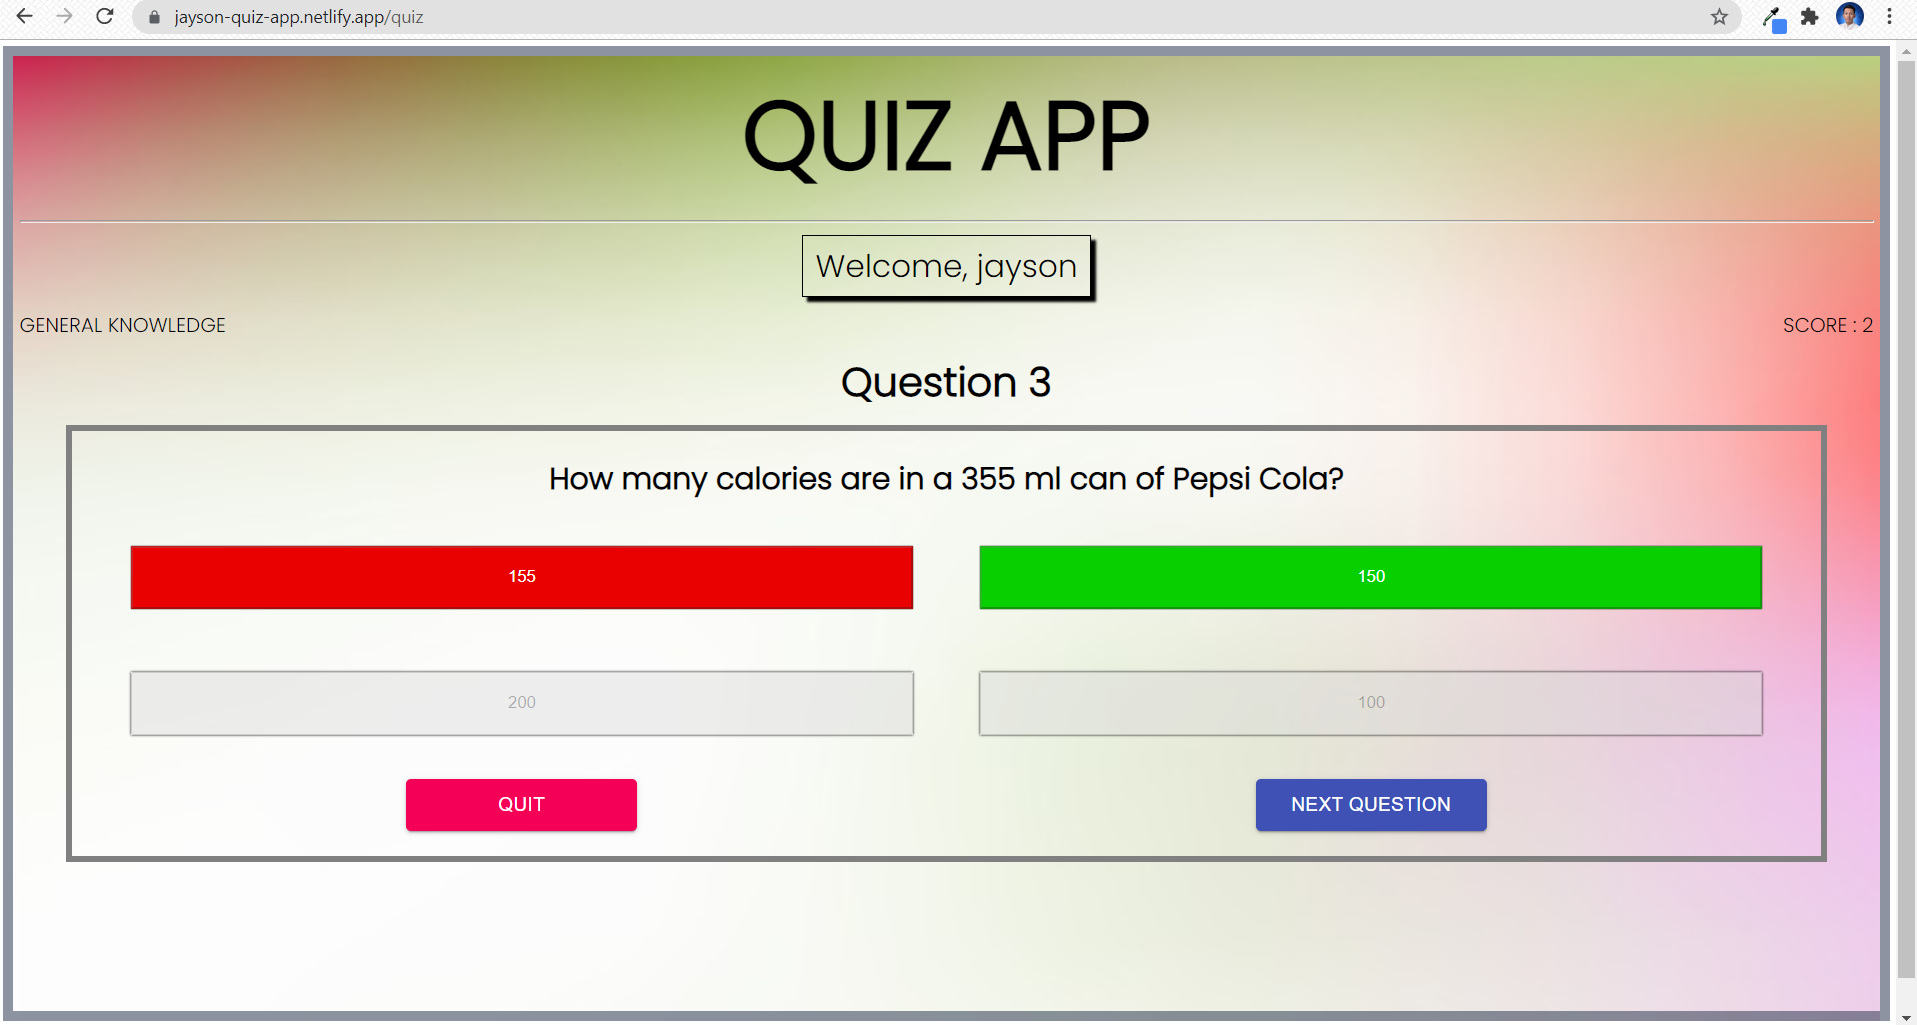 jayson-quiz-app.netlify.app/quiz
QUIZ APP
Welcome, jayson
GENERAL KNOWLEDGE
SCORE : 2
Question 3
How many calories are in a 355 ml can of Pepsi Cola?
155
150
200
100
QUIT
NEXT QUESTION